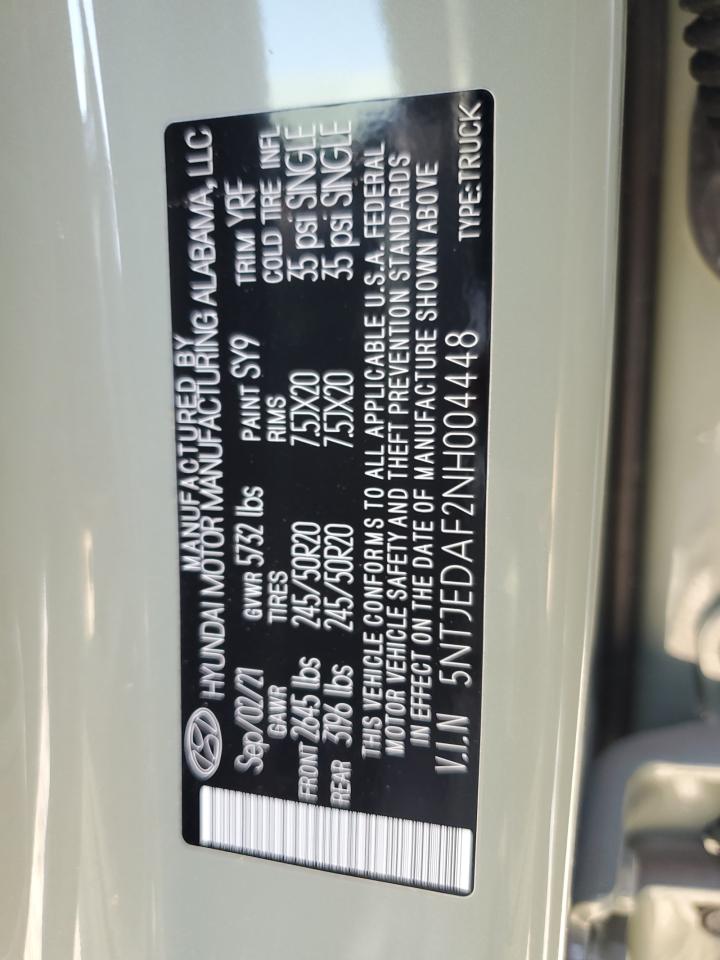 MANUFACTURED BY
HYUNDAI MOTOR MANUFACTURING ALABAMA, LLC
Sep/02/21 GVWR 5732 lbs PAINT SY9 TRIM YRF
GAWR TIRES RIMS COLD TIRE INFL
FRONT 2645 lbs 245/50R20 7.5JX20 35 psi SINGLE
REAR 3196 lbs 245/50R20 7.5JX20 35 psi SINGLE
THIS VEHICLE CONFORMS TO ALL APPLICABLE U.S.A. FEDERAL
MOTOR VEHICLE SAFETY AND THEFT PREVENTION STANDARDS
IN EFFECT ON THE DATE OF MANUFACTURE SHOWN ABOVE
V.I.N 5NTJEDAF2NH004448 TYPE:TRUCK